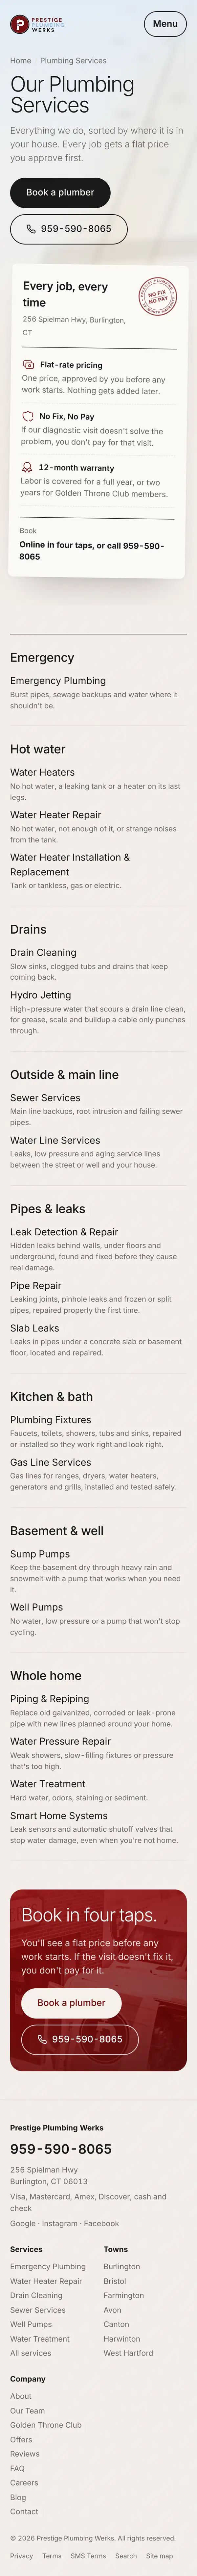 PRESTIGE
PLUMBING
WERKS
Menu
Home Plumbing Services
Our Plumbing
Services
Everything we do, sorted by where it is in
your house. Every job gets a flat price
you approve first.
Book a plumber
959-590-8065
Every job, every
time
256 Spielman Hwy, Burlington,
CT
NO FIX
NO PAY
Flat-rate pricing
One price, approved by you before any
work starts. Nothing gets added later.
No Fix, No Pay
If our diagnostic visit doesn't solve the
problem, you don't pay for that visit.
12-month warranty
Labor is covered for a full year, or two
years for Golden Throne Club members.
Book
Online in four taps, or call 959-590-
8065
Emergency
Emergency Plumbing
Burst pipes, sewage backups and water where it
shouldn't be.
Hot water
Water Heaters
No hot water, a leaking tank or a heater on its last
legs.
Water Heater Repair
No hot water, not enough of it, or strange noises
from the tank.
Water Heater Installation &
Replacement
Tank or tankless, gas or electric.
Drains
Drain Cleaning
Slow sinks, clogged tubs and drains that keep
coming back.
Hydro Jetting
High-pressure water that scours a drain line clean,
for grease, scale and buildup a cable only punches
through.
Outside & main line
Sewer Services
Main line backups, root intrusion and failing sewer
pipes.
Water Line Services
Leaks, low pressure and aging service lines
between the street or well and your house.
Pipes & leaks
Leak Detection & Repair
Hidden leaks behind walls, under floors and
underground, found and fixed before they cause
real damage.
Pipe Repair
Leaking joints, pinhole leaks and frozen or split
pipes, repaired properly the first time.
Slab Leaks
Leaks in pipes under a concrete slab or basement
floor, located and repaired.
Kitchen & bath
Plumbing Fixtures
Faucets, toilets, showers, tubs and sinks, repaired
or installed so they work right and look right.
Gas Line Services
Gas lines for ranges, dryers, water heaters,
generators and grills, installed and tested safely.
Basement & well
Sump Pumps
Keep the basement dry through heavy rain and
snowmelt with a pump that works when you need
it.
Well Pumps
No water, low pressure or a pump that won't stop
cycling.
Whole home
Piping & Repiping
Replace old galvanized, corroded or leak-prone
pipe with new lines planned around your home.
Water Pressure Repair
Weak showers, slow-filling fixtures or pressure
that's too high.
Water Treatment
Hard water, odors, staining or sediment.
Smart Home Systems
Leak sensors and automatic shutoff valves that
stop water damage, even when you're not home.
Book in four taps.
You'll see a flat price before any
work starts. If the visit doesn't fix it,
you don't pay for it.
Book a plumber
959-590-8065
Prestige Plumbing Werks
959-590-8065
256 Spielman Hwy
Burlington, CT 06013
Visa, Mastercard, Amex, Discover, cash and
check
Google · Instagram · Facebook
Services
Emergency Plumbing
Water Heater Repair
Drain Cleaning
Sewer Services
Well Pumps
Water Treatment
All services
Towns
Burlington
Bristol
Farmington
Avon
Canton
Harwinton
West Hartford
Company
About
Our Team
Golden Throne Club
Offers
Reviews
FAQ
Careers
Blog
Contact
© 2026 Prestige Plumbing Werks. All rights reserved.
Privacy Terms SMS Terms Search Site map